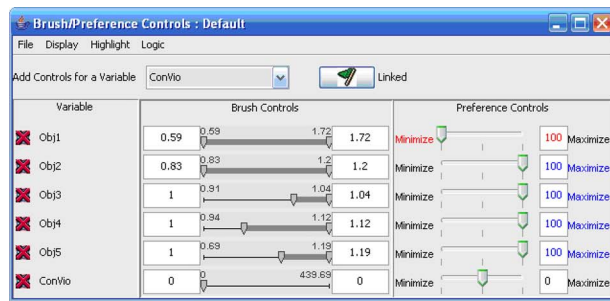 Brush/Preference Controls : Default
File Display Highlight Logic
Add Controls for a Variable ConVio Linked
Variable Brush Controls Preference Controls
Obj1 0.59 0.59 1.72 1.72 Minimize 100 Maximize
Obj2 0.83 0.83 1.2 1.2 Minimize 100 Maximize
Obj3 1 0.91 1.04 1.04 Minimize 100 Maximize
Obj4 1 0.94 1.12 1.12 Minimize 100 Maximize
Obj5 1 0.69 1.19 1.19 Minimize 100 Maximize
ConVio 0 0 439.69 0 Minimize 0 Maximize